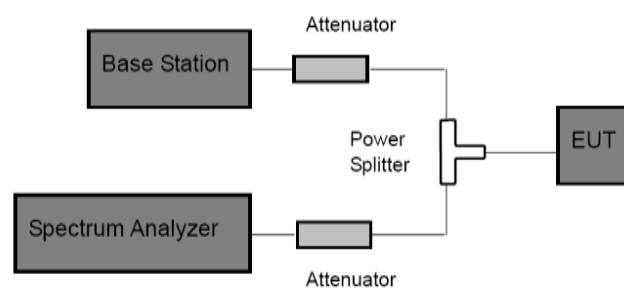 Attenuator
Base Station
Power
Splitter
EUT
Spectrum Analyzer
Attenuator